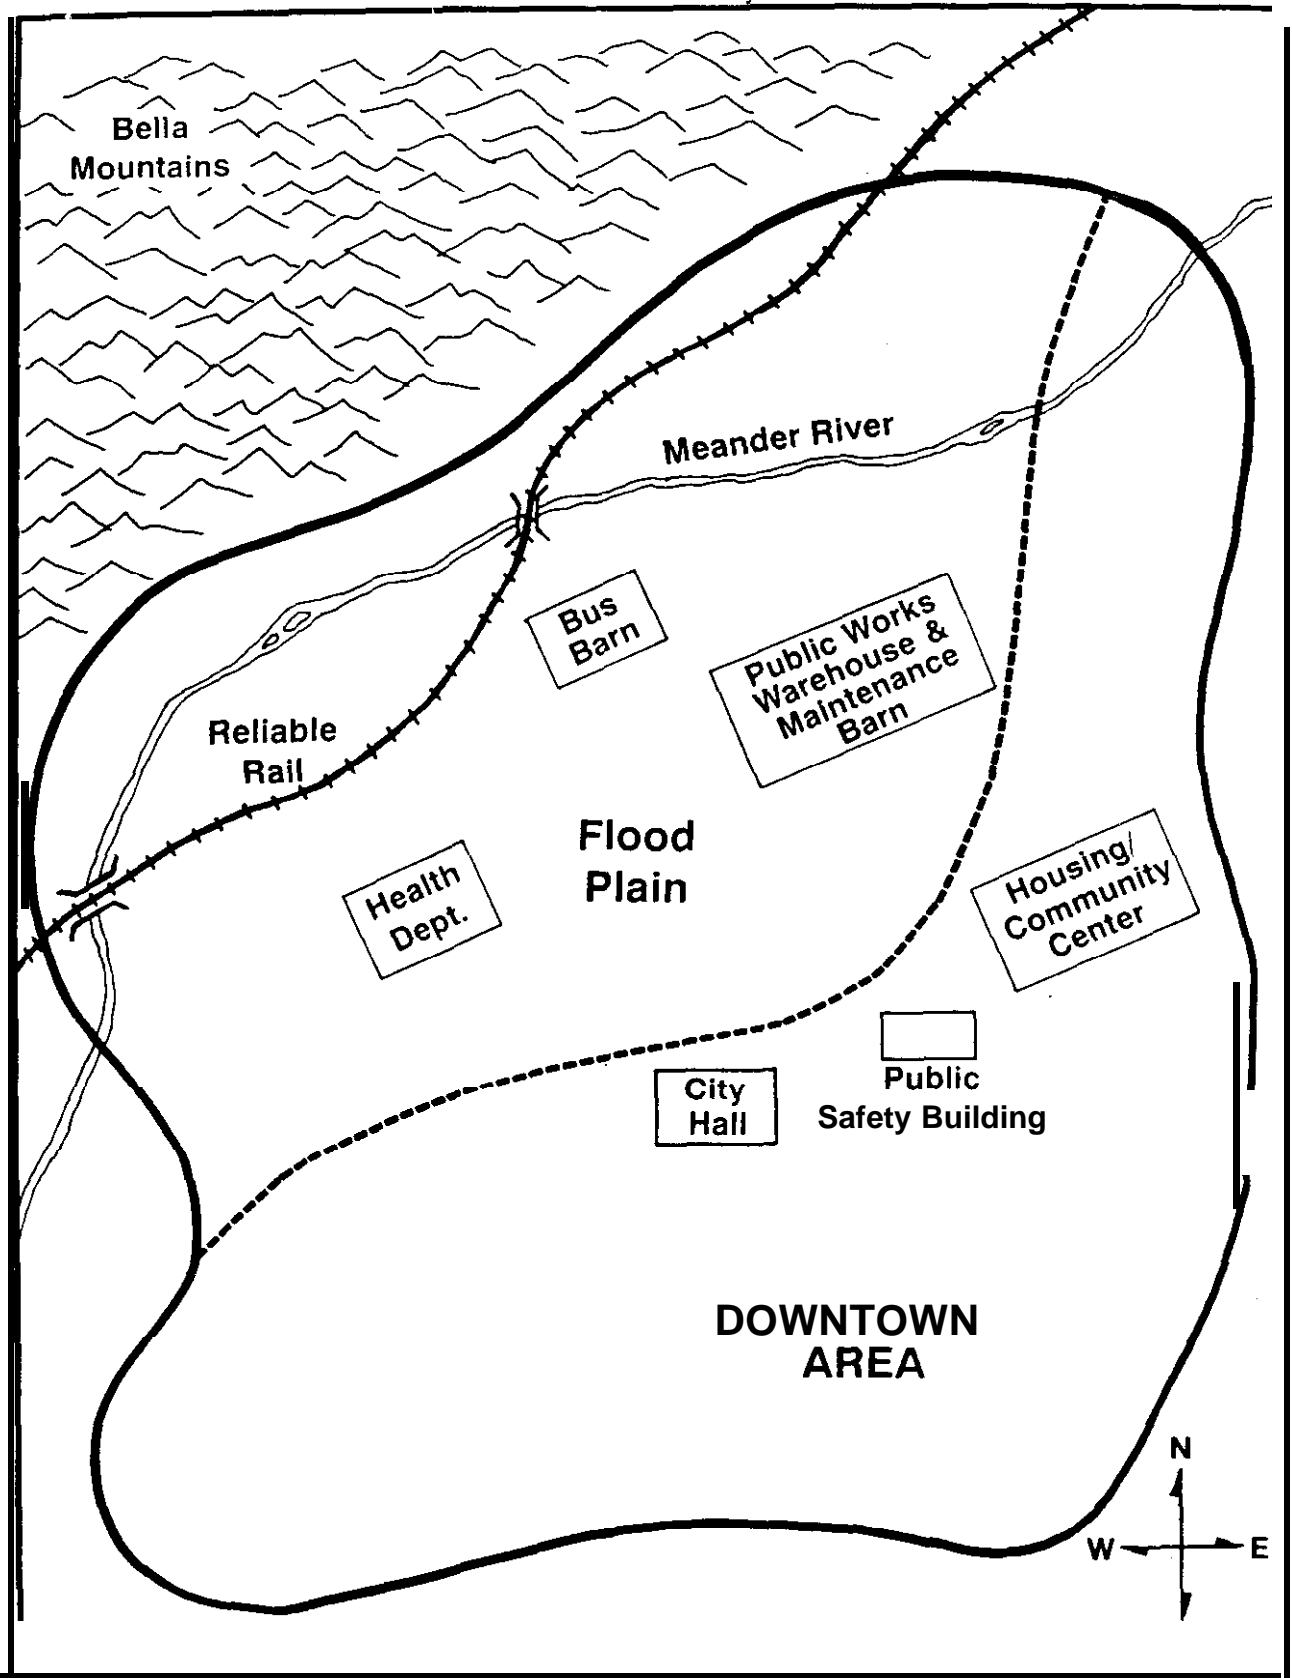 Bella
Mountains
Meander River
Bus
Barn
Public Works
Warehouse &
Maintenance
Barn
Reliable
Rail
Flood
Plain
Health
Dept.
Housing/
Community
Center
City
Hall
Public
Safety Building
DOWNTOWN
AREA
N
W
E